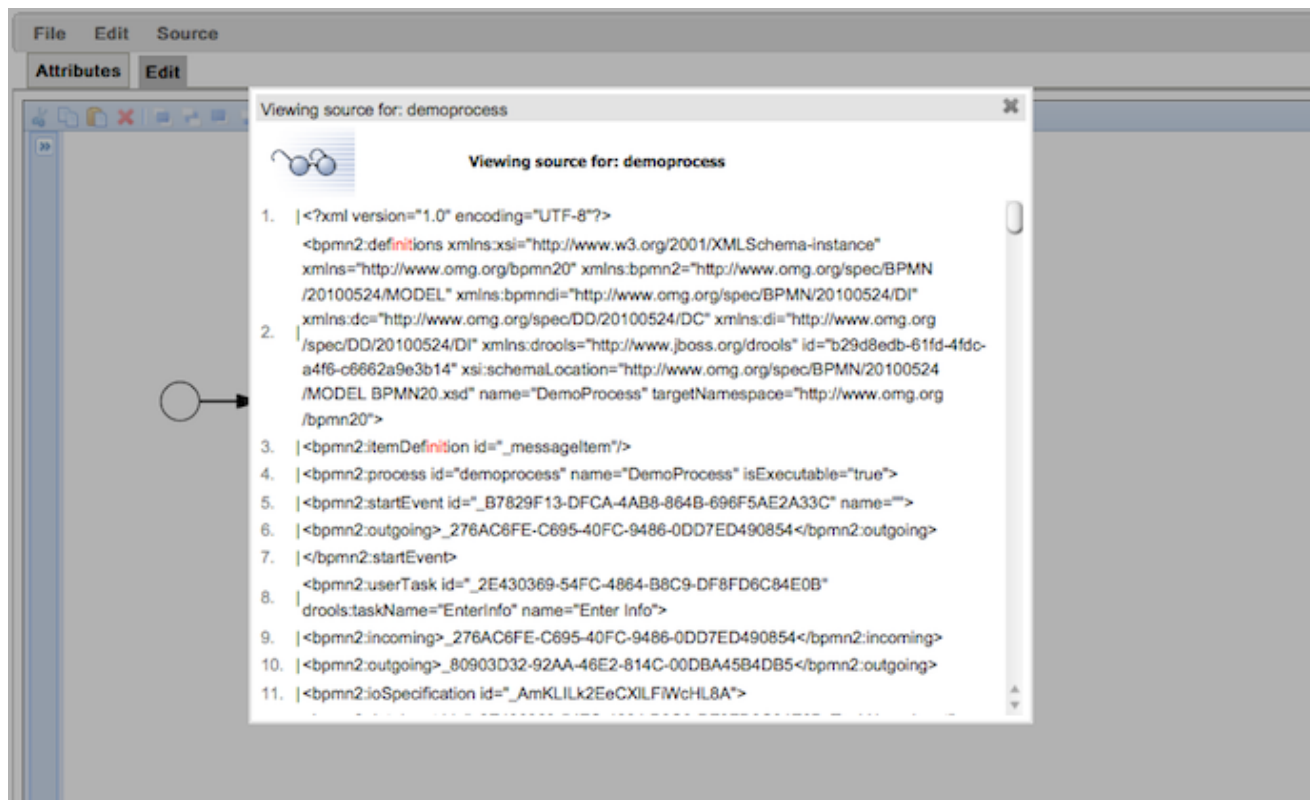 File Edit Source
Attributes Edit
Viewing source for: demoprocess
Viewing source for: demoprocess
1. <?xml version="1.0" encoding="UTF-8"?>
<bpmn2:definitions xmlns:xsi="http://www.w3.org/2001/XMLSchema-instance"
xmlns="http://www.omg.org/bpmn20" xmlns:bpmn2="http://www.omg.org/spec/BPMN
/20100524/MODEL" xmlns:bpmndi="http://www.omg.org/spec/BPMN/20100524/DI"
xmlns:dc="http://www.omg.org/spec/DD/20100524/DC" xmlns:di="http://www.omg.org
2. /spec/DD/20100524/DI" xmlns:drools="http://www.jboss.org/drools" id="b29d8edb-61fd-4fdc-
a4f6-c6662a9e3b14" xsi:schemaLocation="http://www.omg.org/spec/BPMN/20100524
/MODEL BPMN20.xsd" name="DemoProcess" targetNamespace="http://www.omg.org
/bpmn20">
3. <bpmn2:itemDefinition id="_messageItem"/>
4. <bpmn2:process id="demoprocess" name="DemoProcess" isExecutable="true">
5. <bpmn2:startEvent id="_B7829F13-DFCA-4AB8-864B-696F5AE2A33C" name="">
6. <bpmn2:outgoing>_276AC6FE-C695-40FC-9486-0DD7ED490854</bpmn2:outgoing>
7. </bpmn2:startEvent>
<bpmn2:userTask id="_2E430369-54FC-4864-B8C9-DF8FD6C84E0B"
8. drools:taskName="EnterInfo" name="Enter Info">
9. <bpmn2:incoming>_276AC6FE-C695-40FC-9486-0DD7ED490854</bpmn2:incoming>
10. <bpmn2:outgoing>_80903D32-92AA-46E2-814C-00DBA45B4DB5</bpmn2:outgoing>
11. <bpmn2:ioSpecification id="_AmKLILk2EeCXILFiWcHL8A">